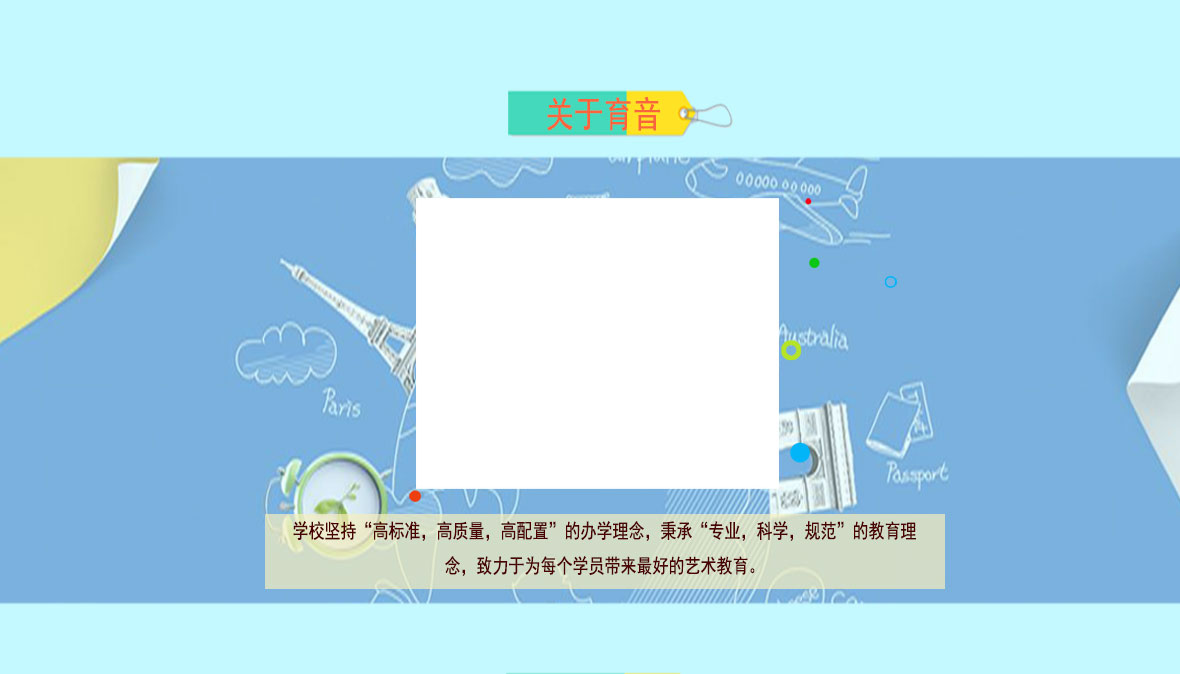 关于育音
airplane
Australia
Paris
Passport
学校坚持“高标准，高质量，高配置”的办学理念，秉承“专业，科学，规范”的教育理
念，致力于为每个学员带来最好的艺术教育。